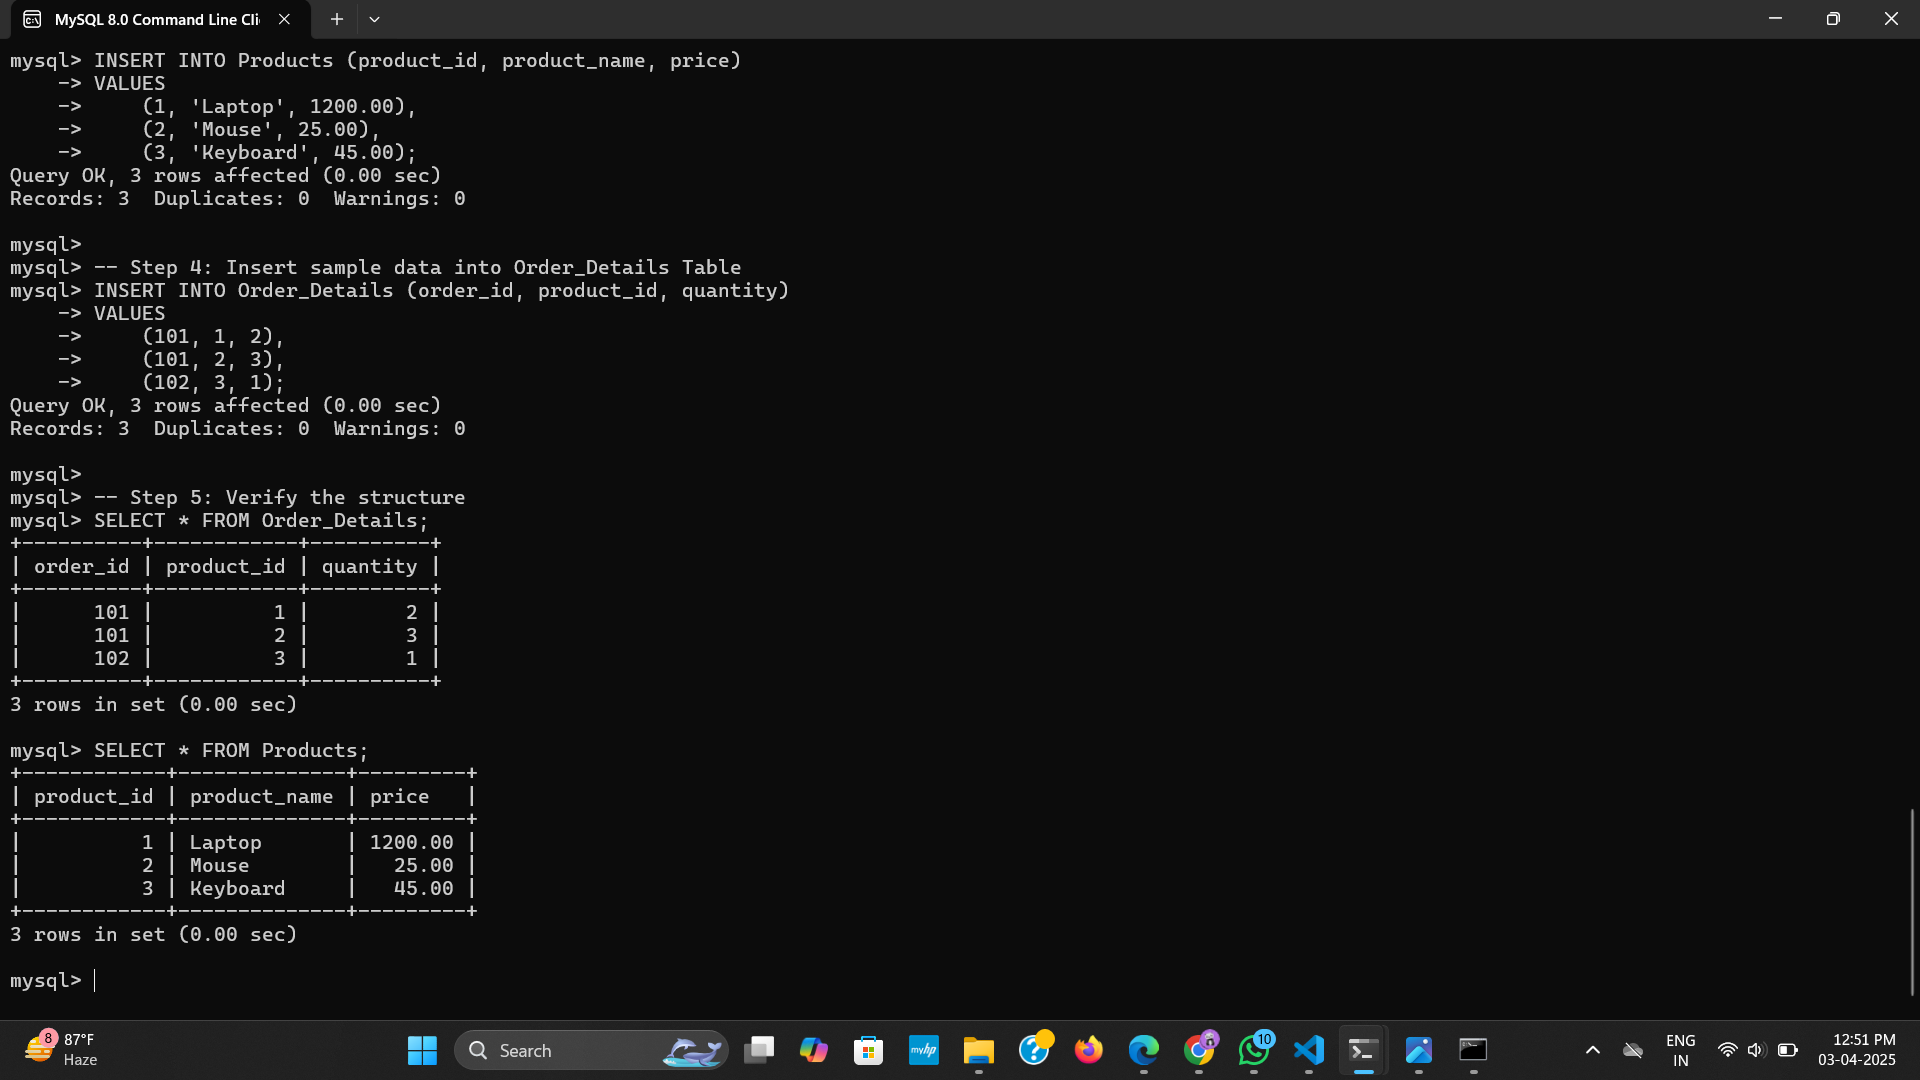 MySQL 8.0 Command Line Cli
mysql> INSERT INTO Products (product_id, product_name, price)
    -> VALUES
    ->     (1, 'Laptop', 1200.00),
    ->     (2, 'Mouse', 25.00),
    ->     (3, 'Keyboard', 45.00);
Query OK, 3 rows affected (0.00 sec)
Records: 3  Duplicates: 0  Warnings: 0
mysql>
mysql> -- Step 4: Insert sample data into Order_Details Table
mysql> INSERT INTO Order_Details (order_id, product_id, quantity)
    -> VALUES
    ->     (101, 1, 2),
    ->     (101, 2, 3),
    ->     (102, 3, 1);
Query OK, 3 rows affected (0.00 sec)
Records: 3  Duplicates: 0  Warnings: 0
mysql>
mysql> -- Step 5: Verify the structure
mysql> SELECT * FROM Order_Details;
+----------+------------+----------+
| order_id | product_id | quantity |
+----------+------------+----------+
|      101 |          1 |        2 |
|      101 |          2 |        3 |
|      102 |          3 |        1 |
+----------+------------+----------+
3 rows in set (0.00 sec)
mysql> SELECT * FROM Products;
+------------+--------------+---------+
| product_id | product_name | price   |
+------------+--------------+---------+
|          1 | Laptop       | 1200.00 |
|          2 | Mouse        |   25.00 |
|          3 | Keyboard     |   45.00 |
+------------+--------------+---------+
3 rows in set (0.00 sec)
mysql>
8
87°F
Haze
Search
myhp
10
ENG
IN
12:51 PM
03-04-2025